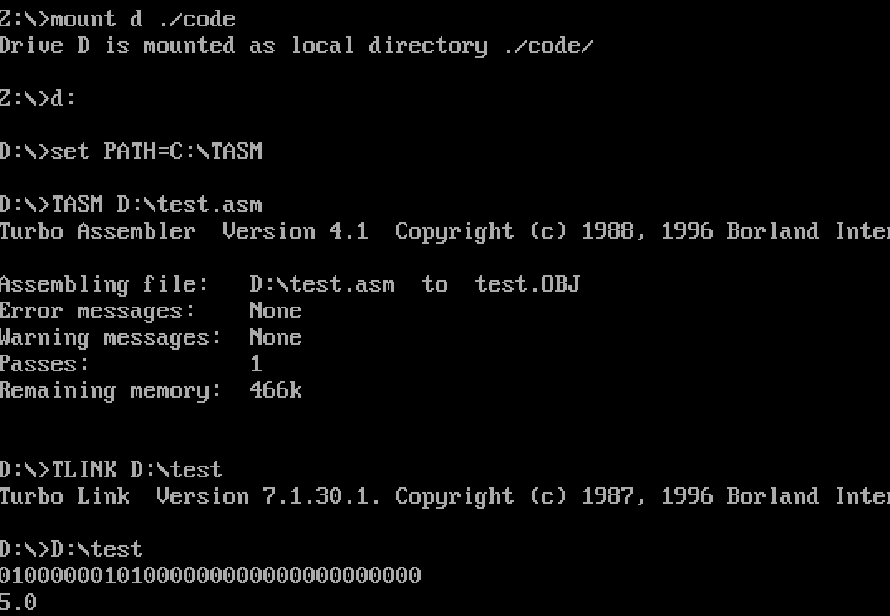 Z:\>mount d ./code
Drive D is mounted as local directory ./code/
Z:\>d:
D:\>set PATH=C:\TASM
D:\>TASM D:\test.asm
Turbo Assembler  Version 4.1  Copyright (c) 1988, 1996 Borland Inter
Assembling file:   D:\test.asm  to  test.OBJ
Error messages:    None
Warning messages:  None
Passes:            1
Remaining memory:  466k
D:\>TLINK D:\test
Turbo Link  Version 7.1.30.1. Copyright (c) 1987, 1996 Borland Inter
D:\>D:\test
01000000101000000000000000000000
5.0